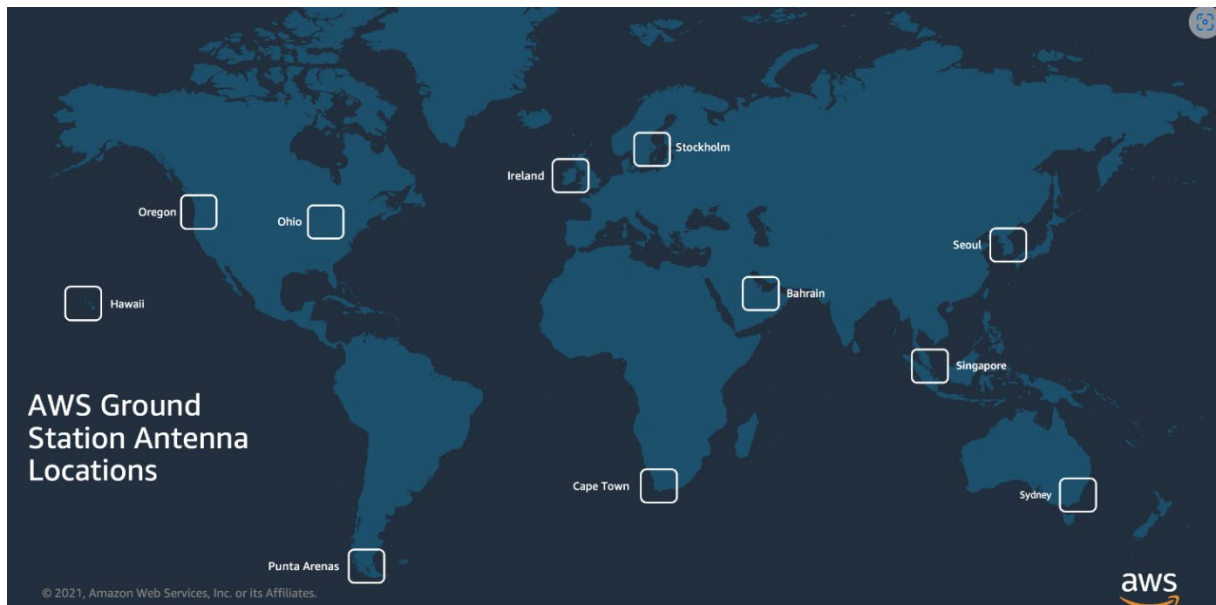 Stockholm
Ireland
Oregon
Ohio
Seoul
Bahrain
Hawaii
Singapore
AWS Ground
Station Antenna
Locations
Cape Town
Sydney
Punta Arenas
© 2021, Amazon Web Services, Inc. or its Affiliates.
aws